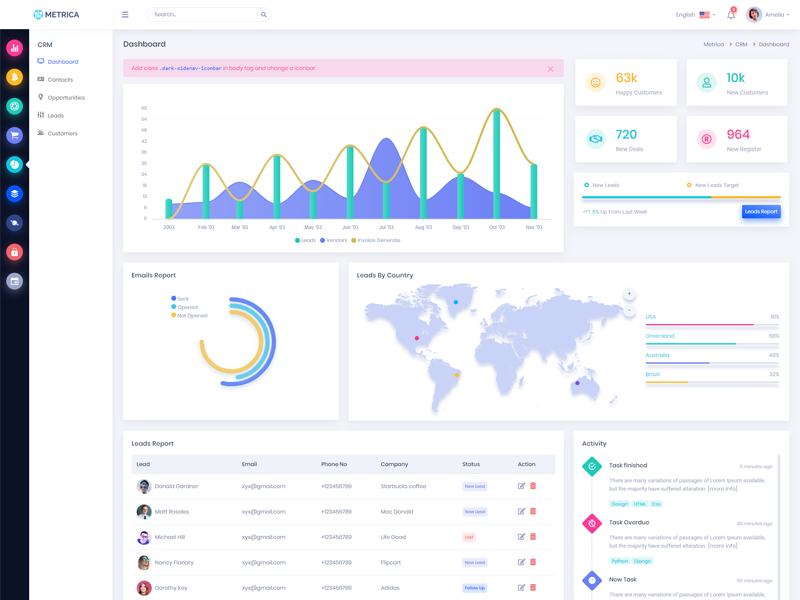 METRICA
Search..
English
2
Amelia
CRM
Dashboard
Contacts
Opportunities
Leads
Customers
Dashboard
Metrica > CRM > Dashboard
Add class .dark-sidenav-iconbar in body tag and change a iconbar.
60
54
48
42
36
30
24
18
12
6
0
2003 Feb '03 Mar '03 Apr '03 May '03 Jun '03 Jul '03 Aug '03 Sep '03 Oct '03 Nov '03
Leads Vendors Invoice Generate
63k
Happy Customers
10k
New Customers
720
New Deals
964
New Register
New Leads
New Leads Target
1.5% Up From Last Week
Leads Report
Emails Report
Sent
Opened
Not Opened
Leads By Country
+
-
USA 81%
Greenland 68%
Australia 48%
Brazil 32%
Leads Report
Lead Email Phone No Company Status Action
Donald Gardner xyx@gmail.com +123456789 Starbucks coffee New Lead
Matt Rosales xyx@gmail.com +123456789 Mac Donald New Lead
Michael Hill xyx@gmail.com +123456789 Life Good Lost
Nancy Flanary xyx@gmail.com +123456789 Flipcart New Lead
Dorothy Key xyx@gmail.com +123456789 Adidas Follow Up
Activity
Task finished
5 minutes ago
There are many variations of passages of Lorem Ipsum available,
but the majority have suffered alteration. [more info]
Design HTML Css
Task Overdue
30 minutes ago
There are many variations of passages of Lorem Ipsum available,
but the majority have suffered alteration. [more info]
Python Django
New Task
50 minutes ago
There are many variations of passages of Lorem Ipsum available,